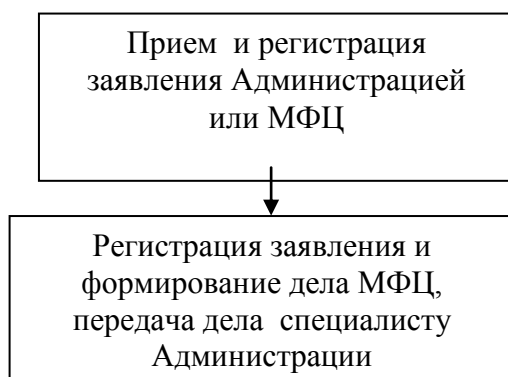 Прием и регистрация
заявления Администрацией
или МФЦ
Регистрация заявления и
формирование дела МФЦ,
передача дела специалисту
Администрации